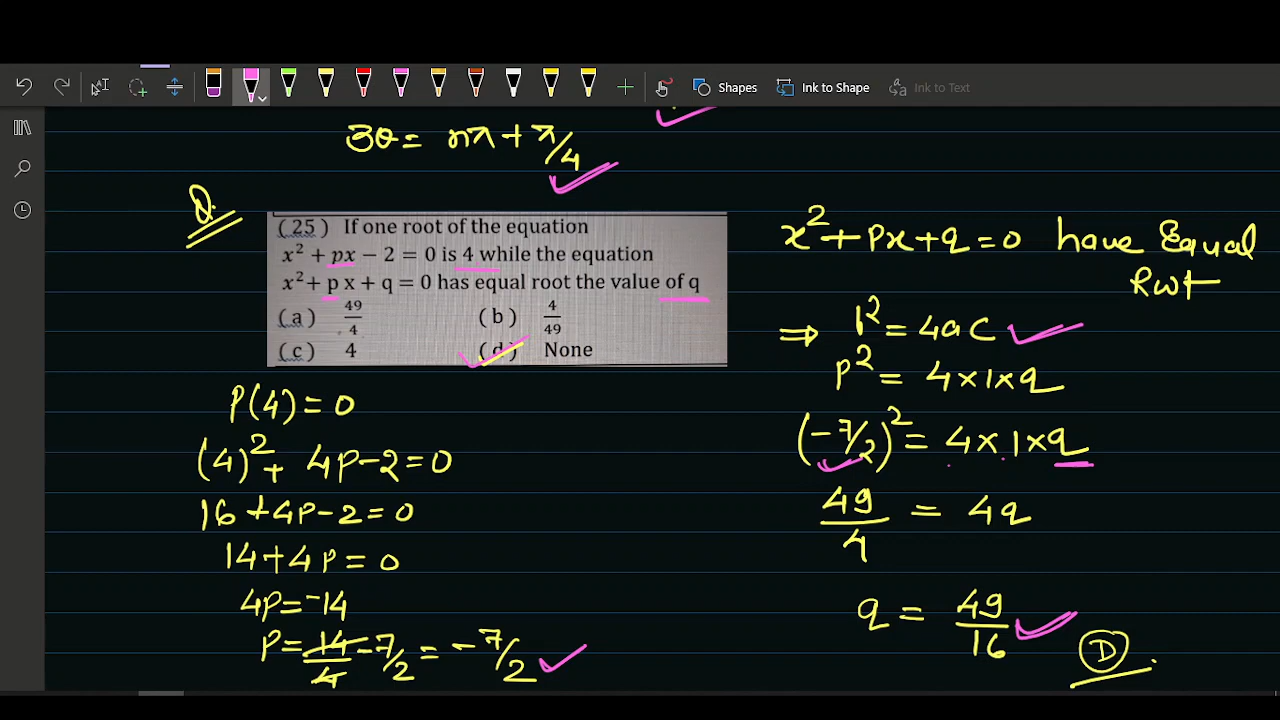 Shapes Ink to Shape Ink to Text
3θ = nπ + π/4
Q.
(25) If one root of the equation
x² + px − 2 = 0 is 4 while the equation
x² + p x + q = 0 has equal root the value of q
(a) 49/4 (b) 4/49
(c) 4 (d) None
P(4) = 0
(4)² + 4P − 2 = 0
16 + 4P − 2 = 0
14 + 4P = 0
4P = −14
P = −14/4 − 7/2 = −7/2
x² + Px + q = 0 have Equal
Root
⇒ b² = 4ac
P² = 4×1×q
(−7/2)² = 4×1×q
49/4 = 4q
q = 49/16
D